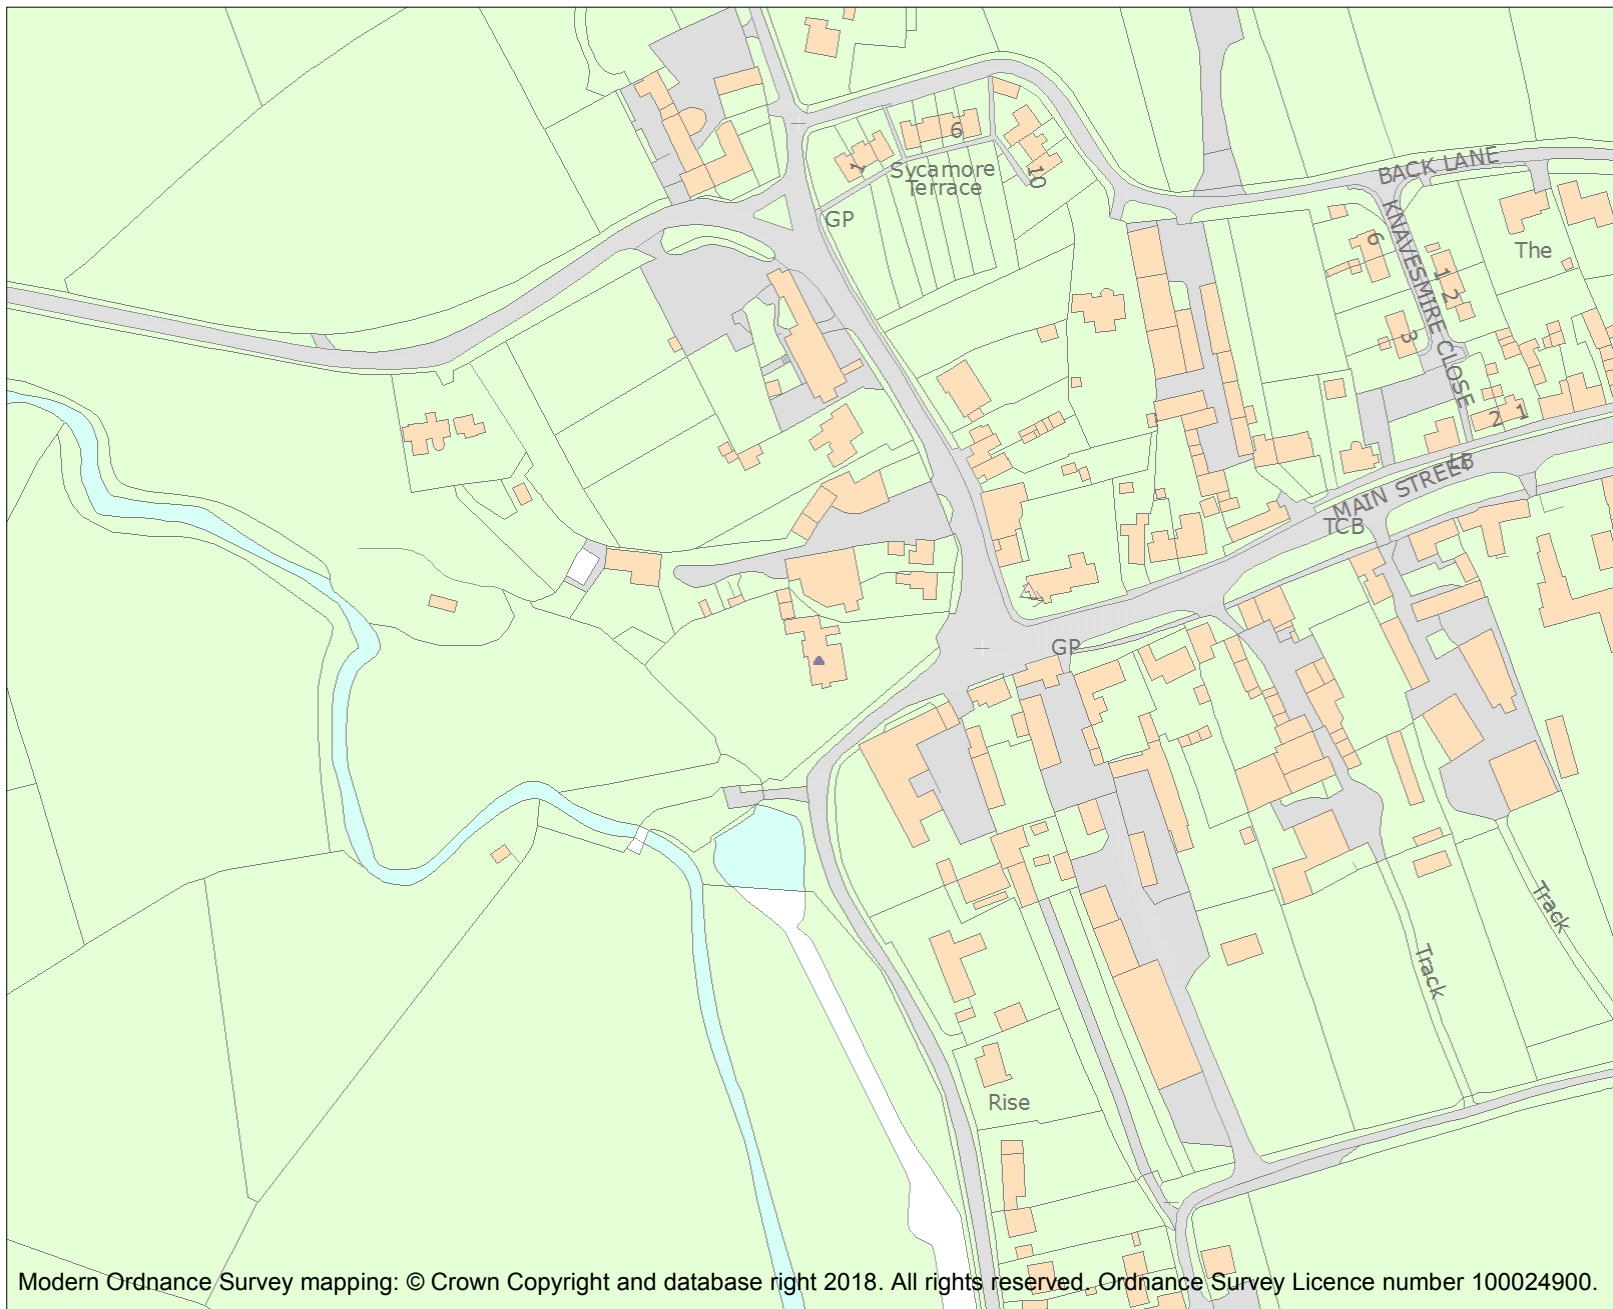 6
1
Sycamore
Terrace
10
GP
BACK LANE
KNAVESMIRE CLOSE
6
1
2
3
The
2
1
LB
MAIN STREET
TCB
GP
Track
Track
Rise
Modern Ordnance Survey mapping: © Crown Copyright and database right 2018. All rights reserved. Ordnance Survey Licence number 100024900.